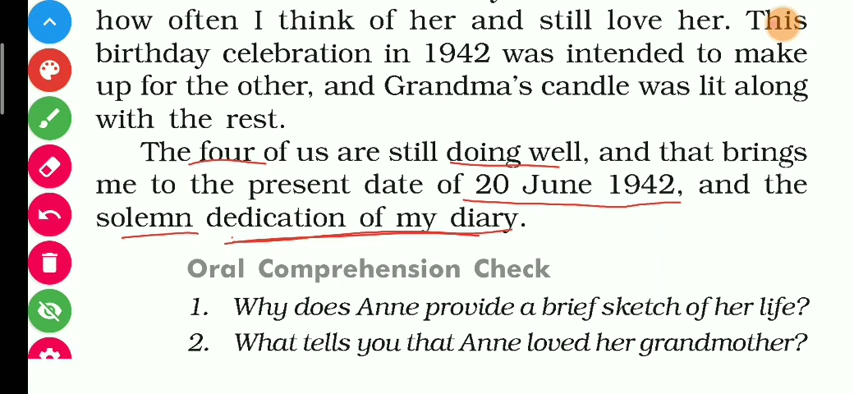 how often I think of her and still love her. This
birthday celebration in 1942 was intended to make
up for the other, and Grandma's candle was lit along
with the rest.
The four of us are still doing well, and that brings
me to the present date of 20 June 1942, and the
solemn dedication of my diary.
Oral Comprehension Check
1. Why does Anne provide a brief sketch of her life?
2. What tells you that Anne loved her grandmother?